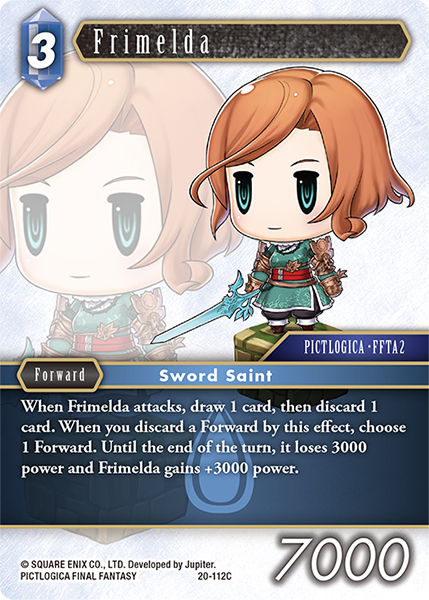 3
Frimelda
PICTLOGICA · FFTA2
Forward
Sword Saint
When Frimelda attacks, draw 1 card, then discard 1
card. When you discard a Forward by this effect, choose
1 Forward. Until the end of the turn, it loses 3000
power and Frimelda gains +3000 power.
© SQUARE ENIX CO., LTD. Developed by Jupiter.
PICTLOGICA FINAL FANTASY
20-112C
7000